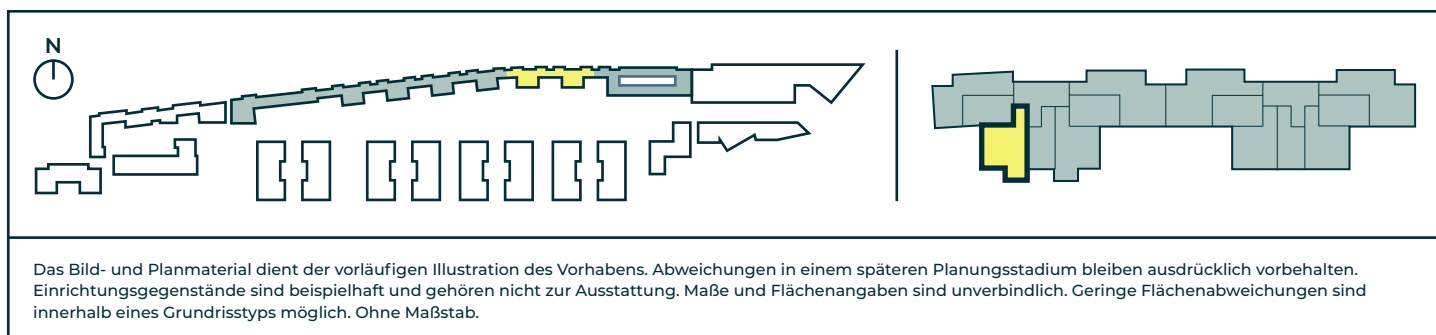 N
Das Bild- und Planmaterial dient der vorläufigen Illustration des Vorhabens. Abweichungen in einem späteren Planungsstadium bleiben ausdrücklich vorbehalten.
Einrichtungsgegenstände sind beispielhaft und gehören nicht zur Ausstattung. Maße und Flächenangaben sind unverbindlich. Geringe Flächenabweichungen sind
innerhalb eines Grundrisstyps möglich. Ohne Maßstab.